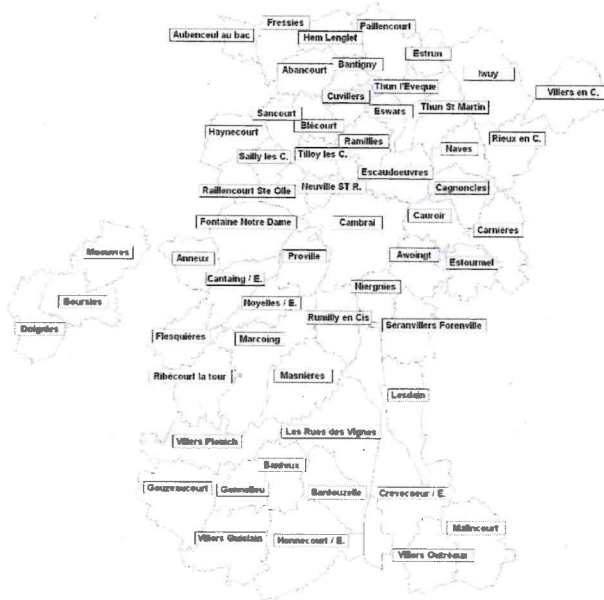 Fressies
Paillencourt
Aubenceul au bac
Hem Lenglet
Estrun
Bantigny
Abancourt
Iwuy
Thun l'Eveque
Villers en C.
Cuvillers
Eswars
Thun St Martin
Sancourt
Blécourt
Haynecourt
Ramillies
Rieux en C.
Naves
Sailly les C.
Tilloy les C.
Escaudoeuvres
Raillencourt Ste Olle
Neuville ST R.
Cagnoncles
Fontaine Notre Dame
Cambrai
Cauroir
Carnières
Moeuvres
Anneux
Proville
Awoingt
Estourmel
Cantaing / E.
Niergnies
Boursies
Noyelles / E.
Rumilly en Cis
Séranvillers Forenville
Doignies
Flesquières
Marcoing
Ribécourt la tour
Masnières
Lesdain
Les Rues des Vignes
Villers Plouich
Banteux
Gouzeaucourt
Gonnelieu
Bantouzelle
Crevecoeur / E.
Malincourt
Villers Guislain
Honnecourt / E.
Villers Outréaux